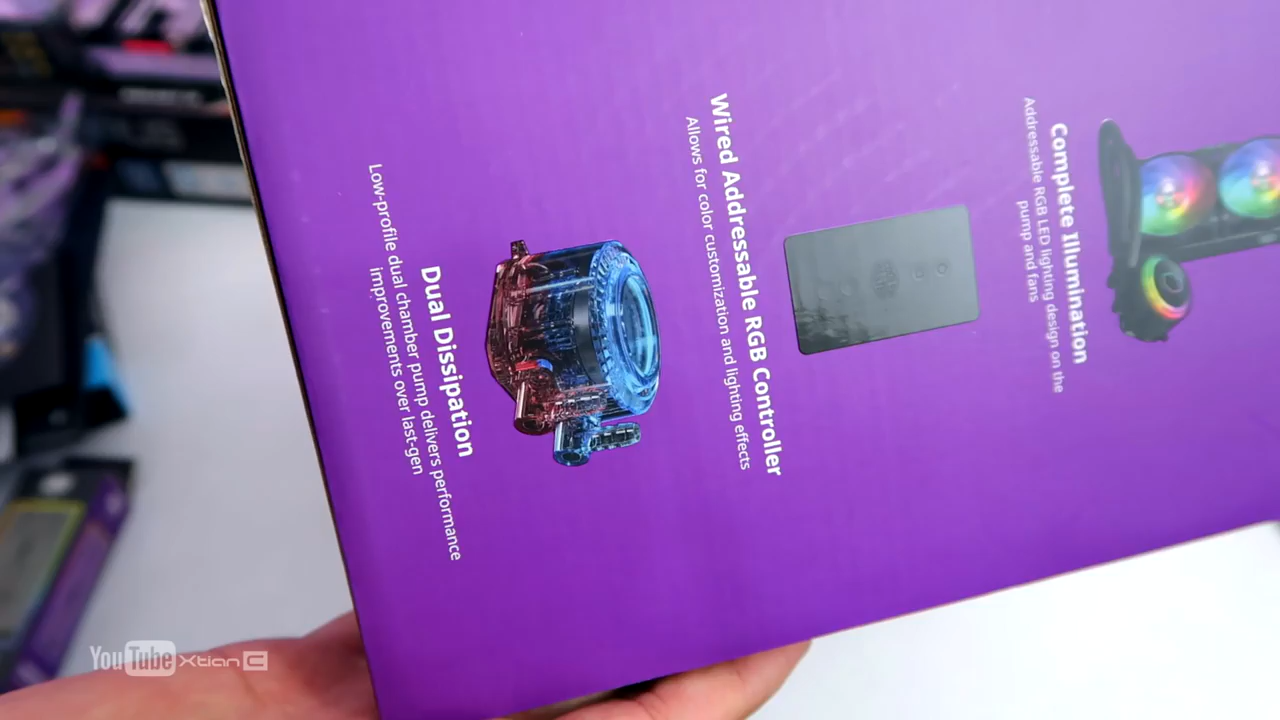 Complete Illumination
Addressable RGB LED lighting design on the
pump and fans
Wired Addressable RGB Controller
Allows for color customization and lighting effects
Dual Dissipation
Low-profile dual chamber pump delivers performance
improvements over last-gen
YouTube Xtian C